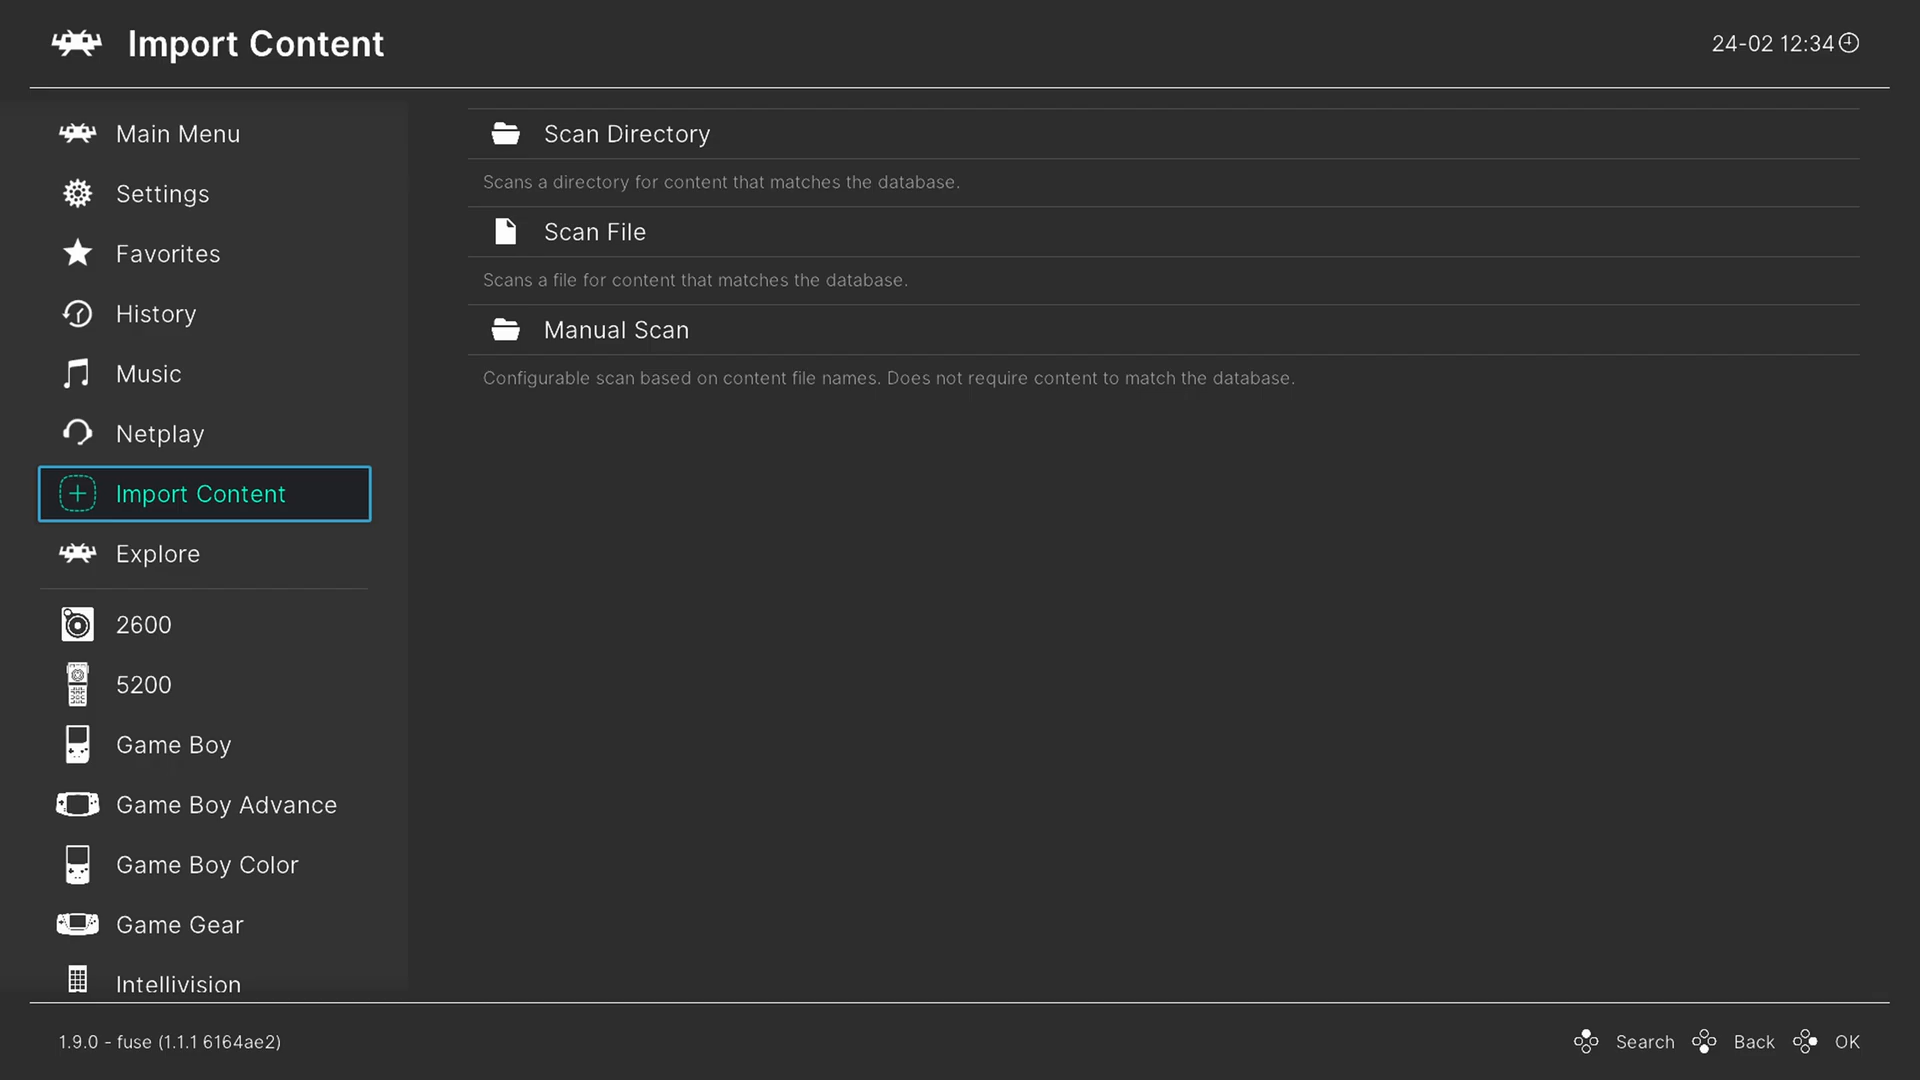 Import Content
24-02 12:34
Main Menu
Settings
Favorites
History
Music
Netplay
Import Content
Explore
2600
5200
Game Boy
Game Boy Advance
Game Boy Color
Game Gear
Intellivision
Scan Directory
Scans a directory for content that matches the database.
Scan File
Scans a file for content that matches the database.
Manual Scan
Configurable scan based on content file names. Does not require content to match the database.
1.9.0 - fuse (1.1.1 6164ae2)
Search Back OK